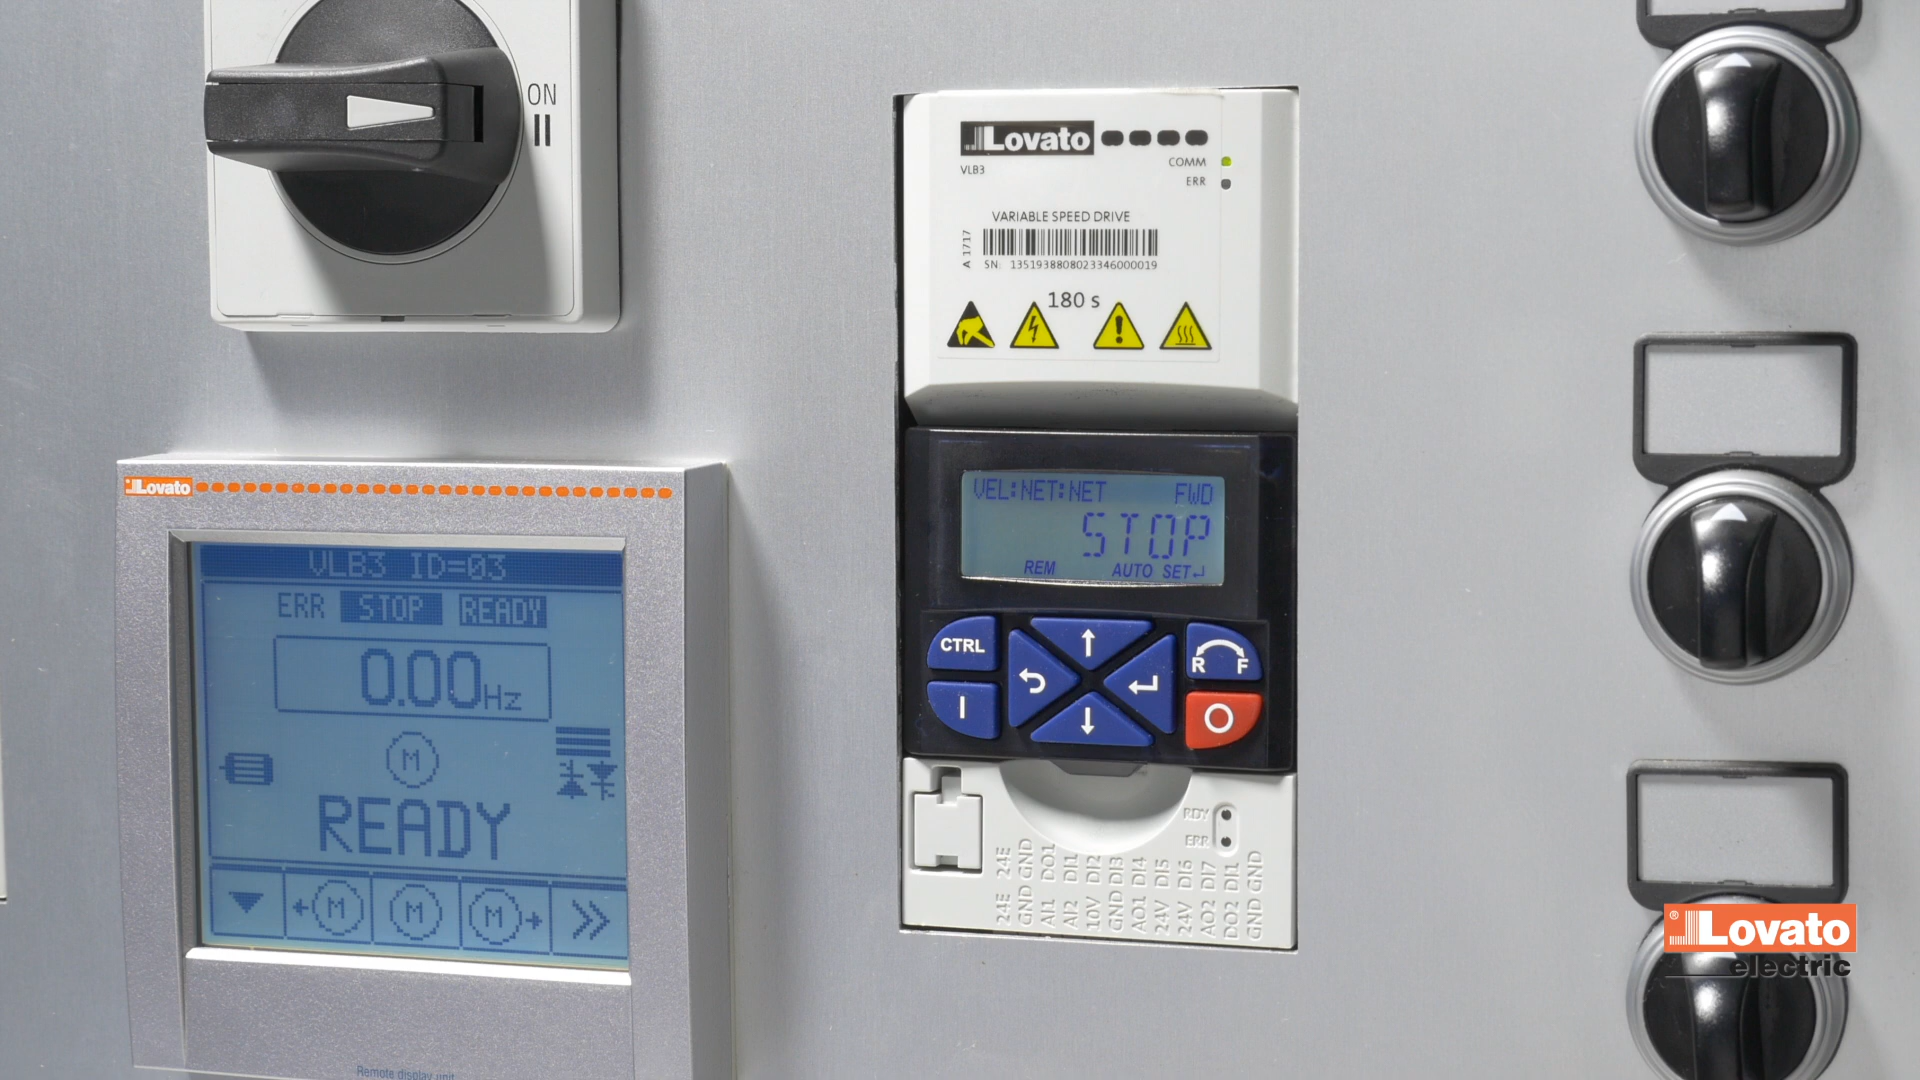 ON
II
Lovato
VLB3
COMM
ERR
VARIABLE SPEED DRIVE
A 1717
SN: 1351938808023346000019
180 s
VEL:NET:NET FWD
STOP
REM AUTO SET
CTRL
I
R F
O
RDY
ERR
24E 24E
GND GND
AI1 DO1
AI2 DI1
10V DI2
GND DI3
AO1 DI4
24V DI5
24V DI6
AO2 DI7
DO2 DI1
GND GND
Lovato
VLB3 ID=03
ERR STOP READY
0.00Hz
M
READY
M M M
Remote display unit
®
Lovato
electric